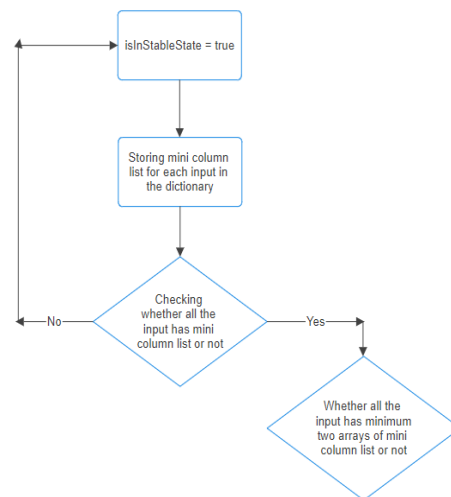 isInStableState = true
Storing mini column
list for each input in
the dictionary
Checking
whether all the
input has mini
column list or not
No
Yes
Whether all the
input has minimum
two arrays of mini
column list or not